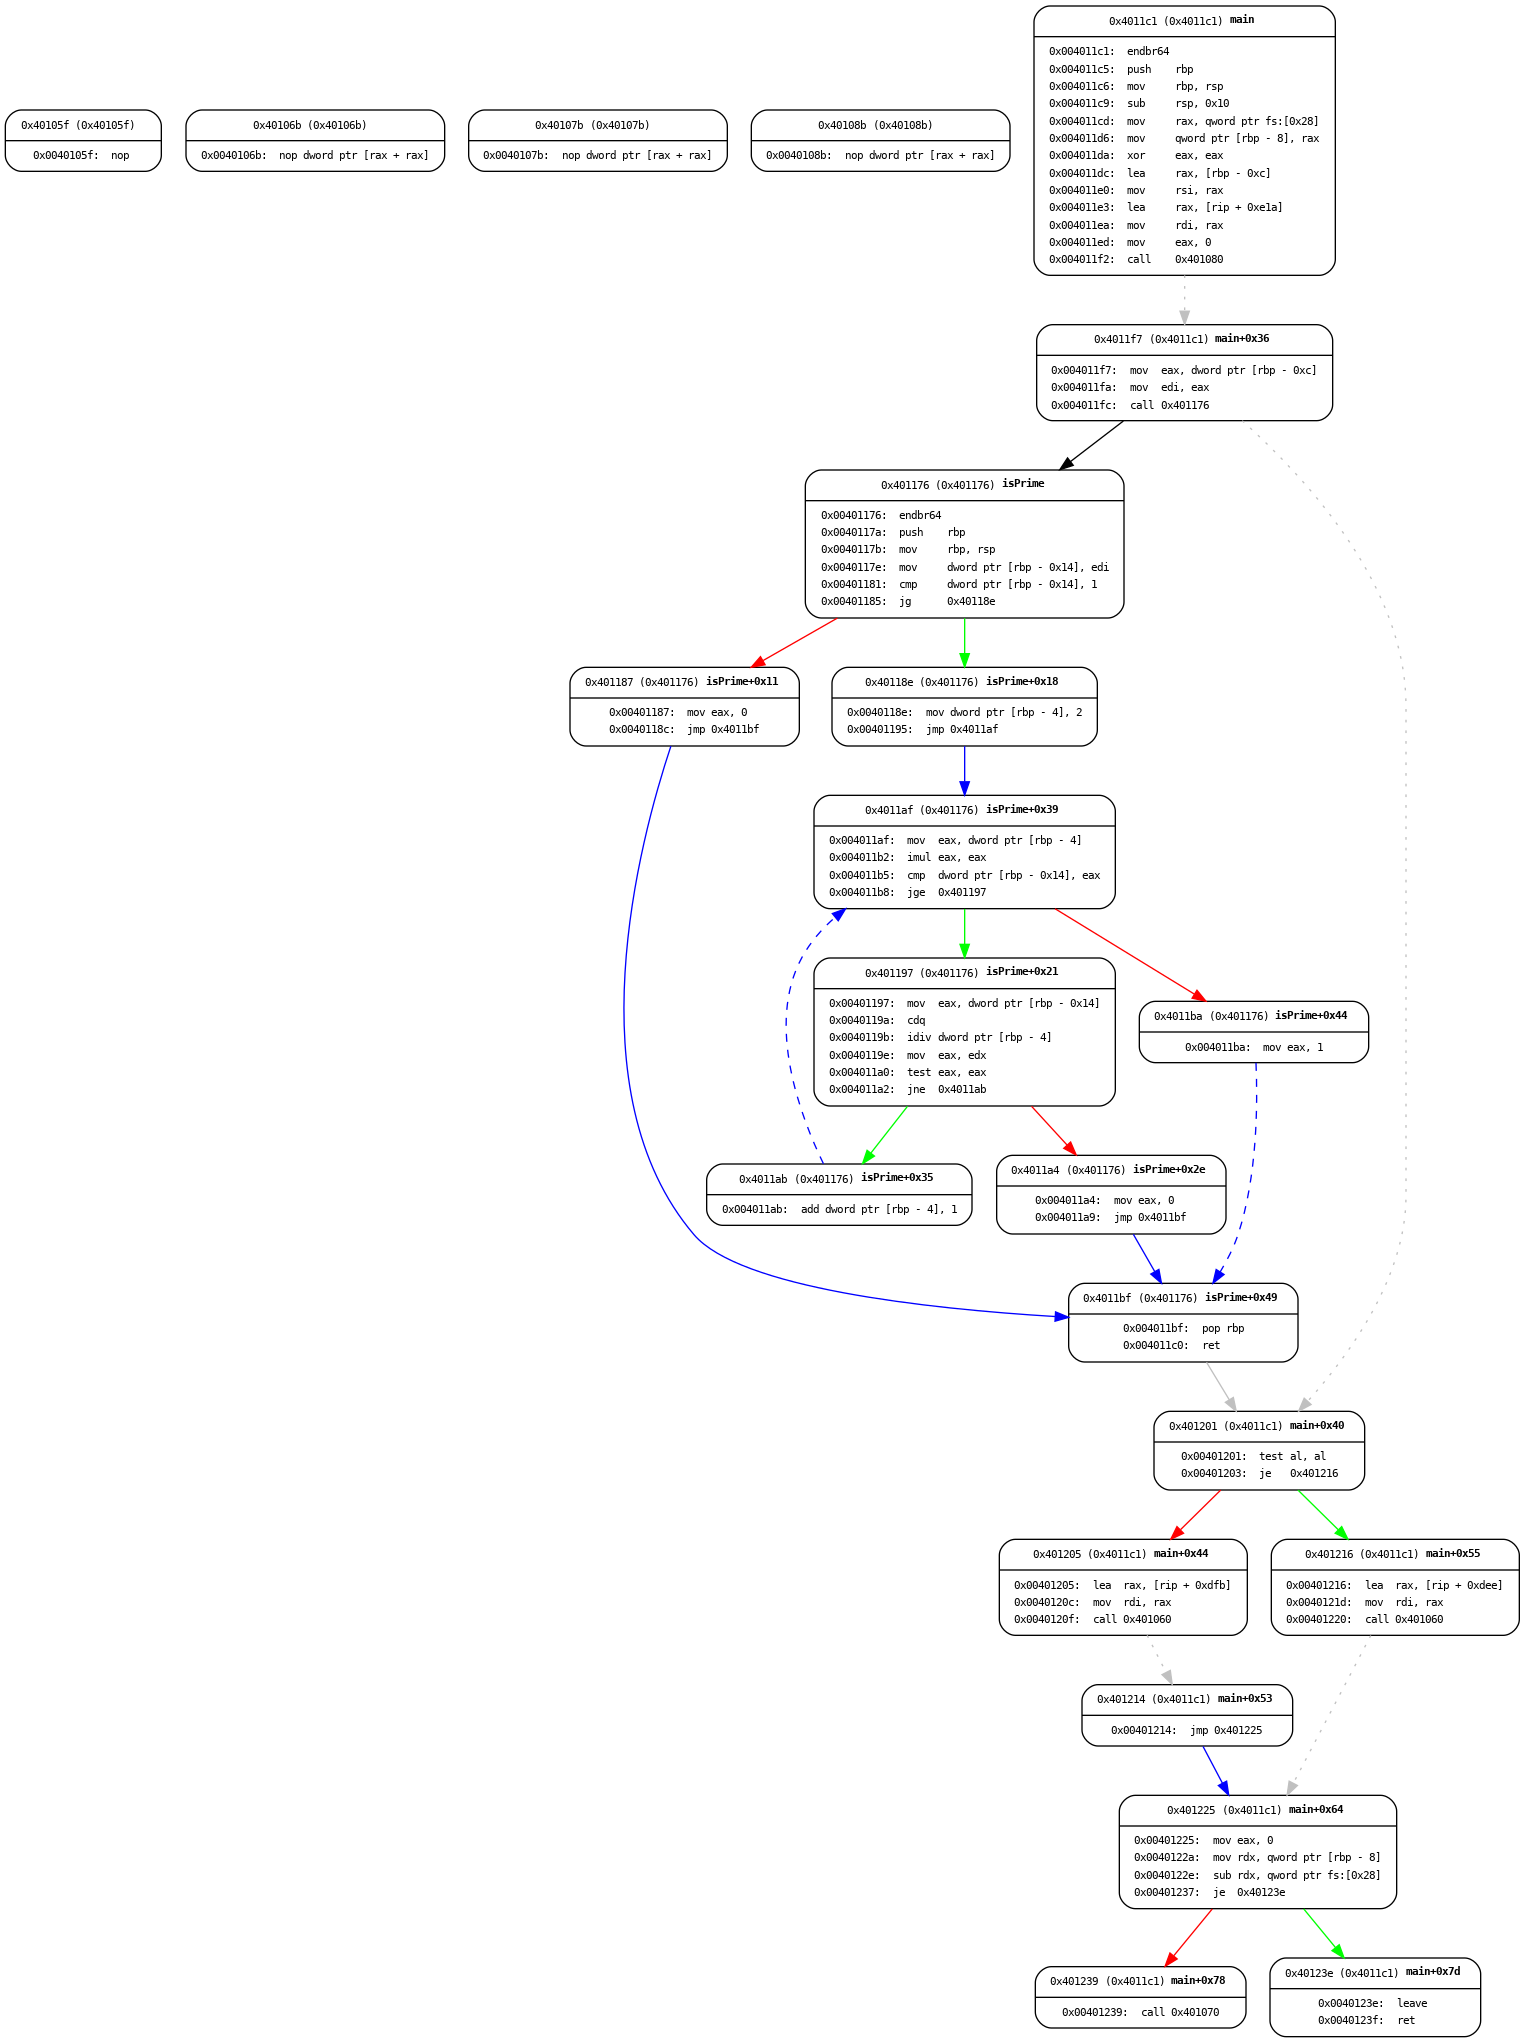 0x4011c1 (0x4011c1) main
0x004011c1: endbr64
0x004011c5: push rbp
0x004011c6: mov rbp, rsp
0x004011c9: sub rsp, 0x10
0x004011cd: mov rax, qword ptr fs:[0x28]
0x004011d6: mov qword ptr [rbp - 8], rax
0x004011da: xor eax, eax
0x004011dc: lea rax, [rbp - 0xc]
0x004011e0: mov rsi, rax
0x004011e3: lea rax, [rip + 0xe1a]
0x004011ea: mov rdi, rax
0x004011ed: mov eax, 0
0x004011f2: call 0x401080
0x40105f (0x40105f)
0x0040105f: nop
0x40106b (0x40106b)
0x0040106b: nop dword ptr [rax + rax]
0x40107b (0x40107b)
0x0040107b: nop dword ptr [rax + rax]
0x40108b (0x40108b)
0x0040108b: nop dword ptr [rax + rax]
0x4011f7 (0x4011c1) main+0x36
0x004011f7: mov eax, dword ptr [rbp - 0xc]
0x004011fa: mov edi, eax
0x004011fc: call 0x401176
0x401176 (0x401176) isPrime
0x00401176: endbr64
0x0040117a: push rbp
0x0040117b: mov rbp, rsp
0x0040117e: mov dword ptr [rbp - 0x14], edi
0x00401181: cmp dword ptr [rbp - 0x14], 1
0x00401185: jg 0x40118e
0x401187 (0x401176) isPrime+0x11
0x00401187: mov eax, 0
0x0040118c: jmp 0x4011bf
0x40118e (0x401176) isPrime+0x18
0x0040118e: mov dword ptr [rbp - 4], 2
0x00401195: jmp 0x4011af
0x4011af (0x401176) isPrime+0x39
0x004011af: mov eax, dword ptr [rbp - 4]
0x004011b2: imul eax, eax
0x004011b5: cmp dword ptr [rbp - 0x14], eax
0x004011b8: jge 0x401197
0x401197 (0x401176) isPrime+0x21
0x00401197: mov eax, dword ptr [rbp - 0x14]
0x0040119a: cdq
0x0040119b: idiv dword ptr [rbp - 4]
0x0040119e: mov eax, edx
0x004011a0: test eax, eax
0x004011a2: jne 0x4011ab
0x4011ba (0x401176) isPrime+0x44
0x004011ba: mov eax, 1
0x4011ab (0x401176) isPrime+0x35
0x004011ab: add dword ptr [rbp - 4], 1
0x4011a4 (0x401176) isPrime+0x2e
0x004011a4: mov eax, 0
0x004011a9: jmp 0x4011bf
0x4011bf (0x401176) isPrime+0x49
0x004011bf: pop rbp
0x004011c0: ret
0x401201 (0x4011c1) main+0x40
0x00401201: test al, al
0x00401203: je 0x401216
0x401205 (0x4011c1) main+0x44
0x00401205: lea rax, [rip + 0xdfb]
0x0040120c: mov rdi, rax
0x0040120f: call 0x401060
0x401216 (0x4011c1) main+0x55
0x00401216: lea rax, [rip + 0xdee]
0x0040121d: mov rdi, rax
0x00401220: call 0x401060
0x401214 (0x4011c1) main+0x53
0x00401214: jmp 0x401225
0x401225 (0x4011c1) main+0x64
0x00401225: mov eax, 0
0x0040122a: mov rdx, qword ptr [rbp - 8]
0x0040122e: sub rdx, qword ptr fs:[0x28]
0x00401237: je 0x40123e
0x401239 (0x4011c1) main+0x78
0x00401239: call 0x401070
0x40123e (0x4011c1) main+0x7d
0x0040123e: leave
0x0040123f: ret